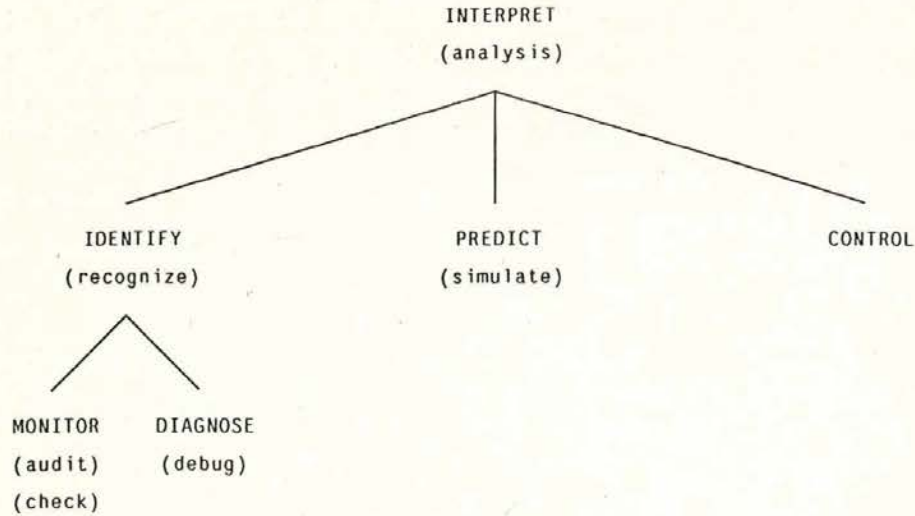 INTERPRET
(analysis)
IDENTIFY
(recognize)
PREDICT
(simulate)
CONTROL
MONITOR
(audit)
(check)
DIAGNOSE
(debug)